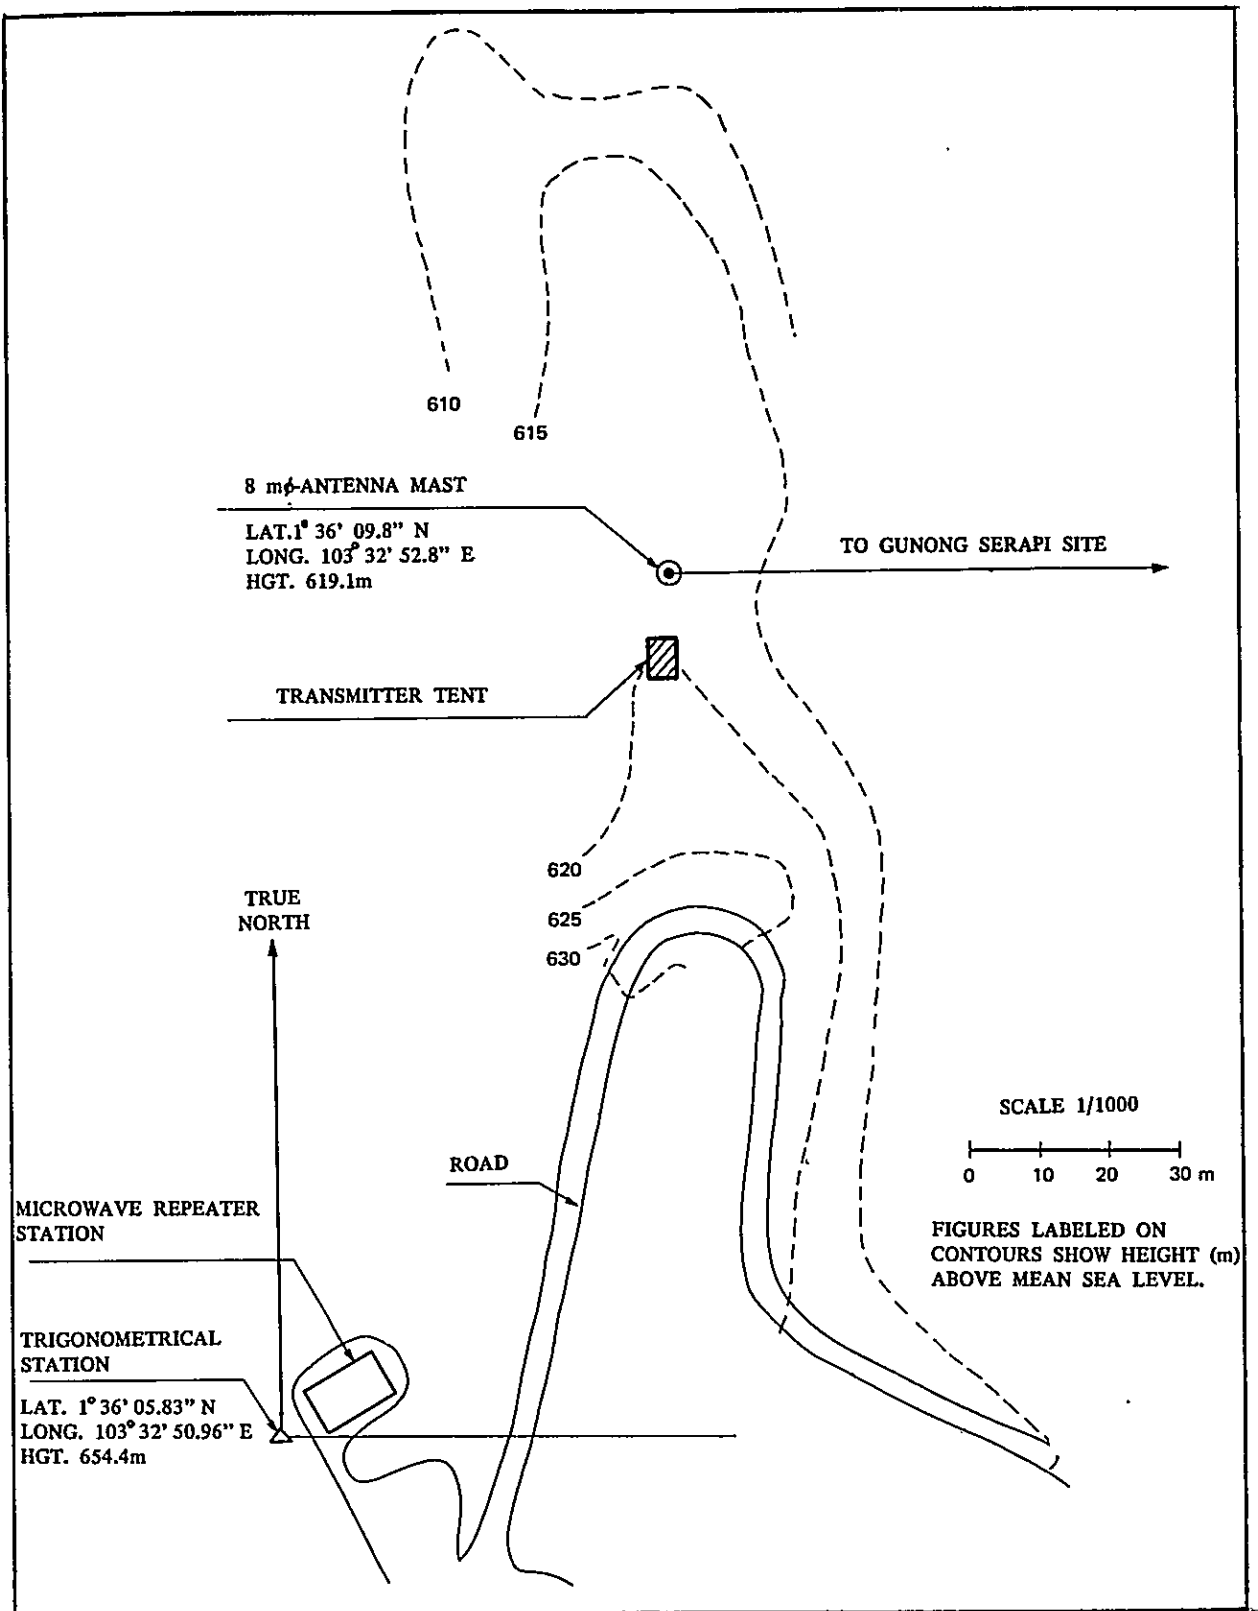 610
615
8 mϕ-ANTENNA MAST
LAT.1° 36' 09.8" N
LONG. 103° 32' 52.8" E
HGT. 619.1m
TO GUNONG SERAPI SITE
TRANSMITTER TENT
620
625
630
TRUE
NORTH
SCALE 1/1000
0 10 20 30 m
ROAD
MICROWAVE REPEATER
STATION
FIGURES LABELED ON
CONTOURS SHOW HEIGHT (m)
ABOVE MEAN SEA LEVEL.
TRIGONOMETRICAL
STATION
LAT. 1° 36' 05.83" N
LONG. 103° 32' 50.96" E
HGT. 654.4m